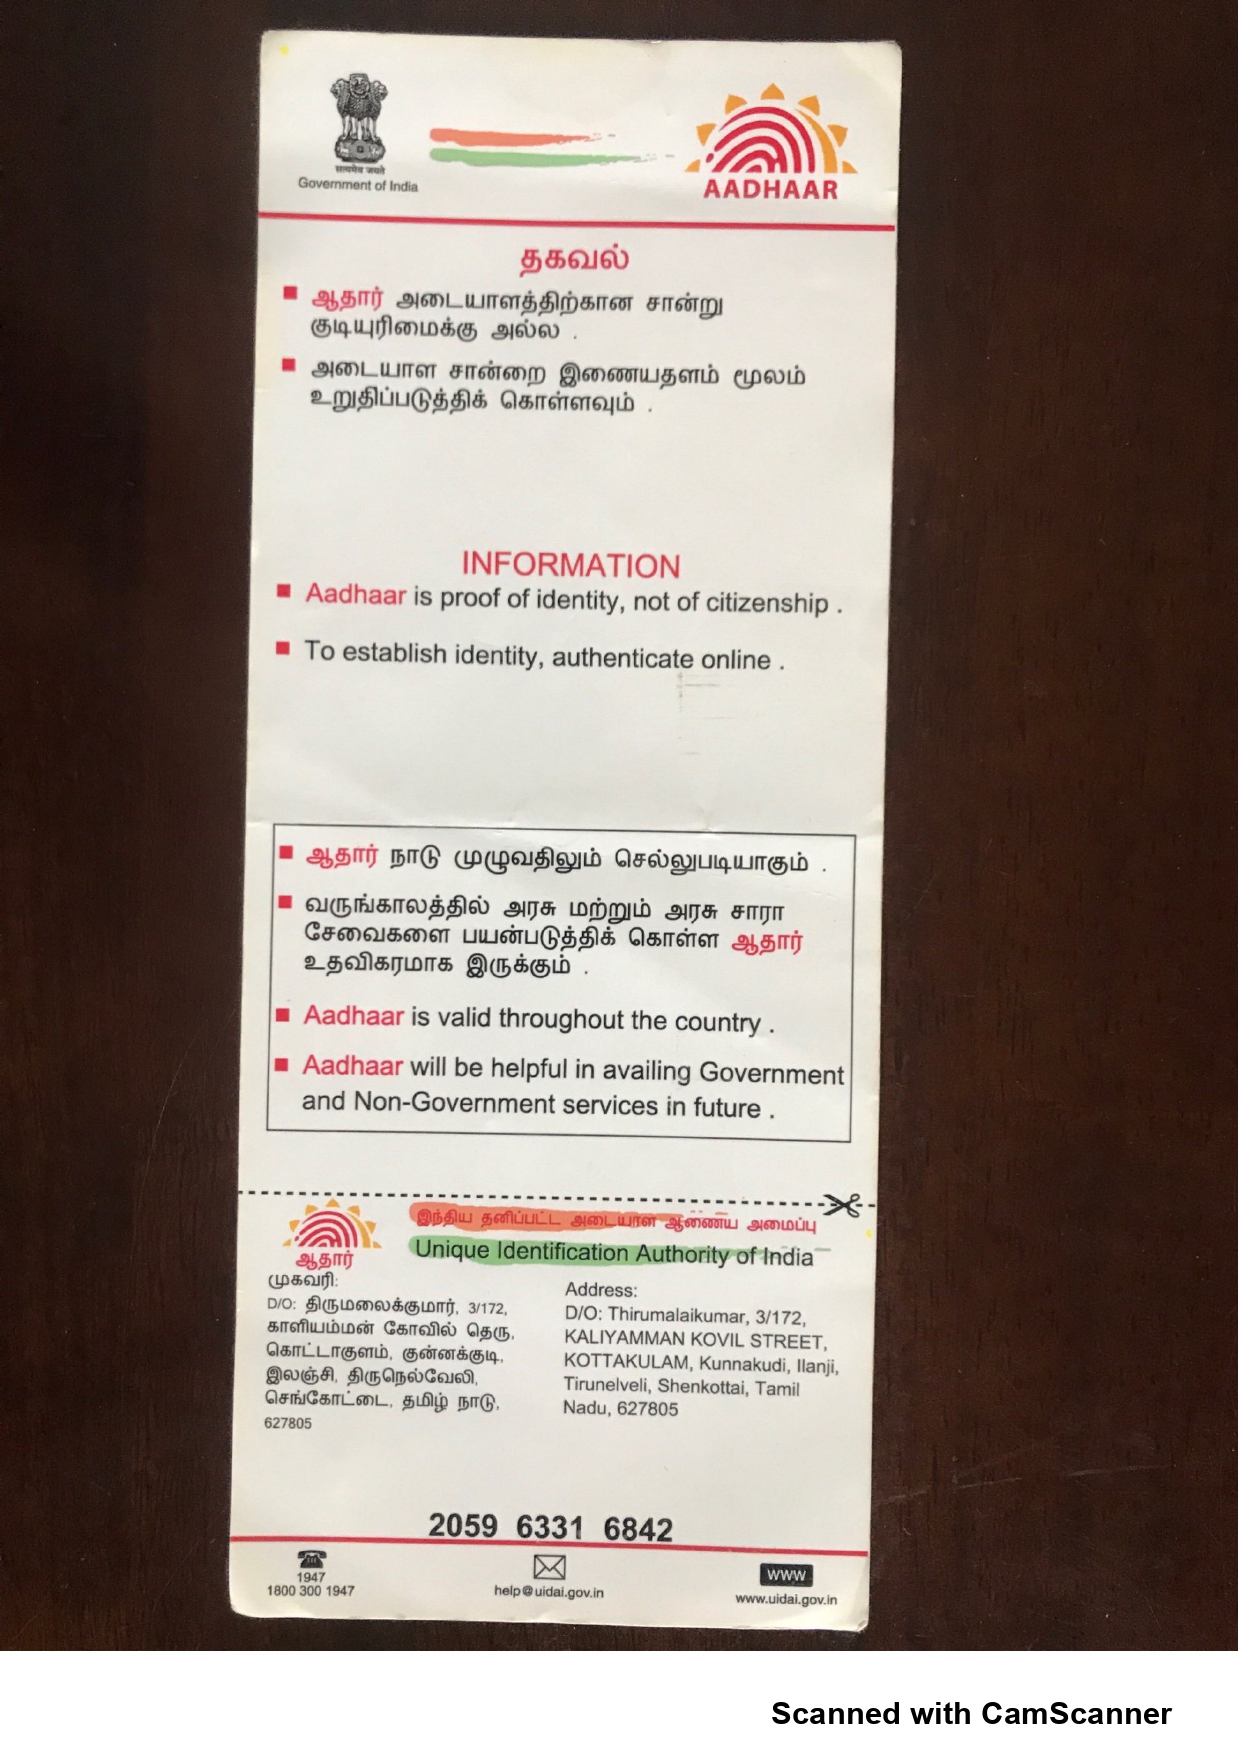 सत्यमेव जयते
Government of India
AADHAAR
தகவல்
ஆதார் அடையாளத்திற்கான சான்று
குடியுரிமைக்கு அல்ல .
அடையாள சான்றை இணையதளம் மூலம்
உறுதிப்படுத்திக் கொள்ளவும் .
INFORMATION
Aadhaar is proof of identity, not of citizenship .
To establish identity, authenticate online .
ஆதார் நாடு முழுவதிலும் செல்லுபடியாகும் .
வருங்காலத்தில் அரசு மற்றும் அரசு சாரா
சேவைகளை பயன்படுத்திக் கொள்ள ஆதார்
உதவிகரமாக இருக்கும் .
Aadhaar is valid throughout the country .
Aadhaar will be helpful in availing Government
and Non-Government services in future .
ஆதார்
இந்திய தனிப்பட்ட அடையாள ஆணைய அமைப்பு
Unique Identification Authority of India
முகவரி:
D/O: திருமலைக்குமார், 3/172,
காளியம்மன் கோவில் தெரு,
கொட்டாகுளம், குன்னக்குடி,
இலஞ்சி, திருநெல்வேலி,
செங்கோட்டை, தமிழ் நாடு,
627805
Address:
D/O: Thirumalaikumar, 3/172,
KALIYAMMAN KOVIL STREET,
KOTTAKULAM, Kunnakudi, Ilanji,
Tirunelveli, Shenkottai, Tamil
Nadu, 627805
2059 6331 6842
1947
1800 300 1947
help@uidai.gov.in
www
www.uidai.gov.in
Scanned with CamScanner